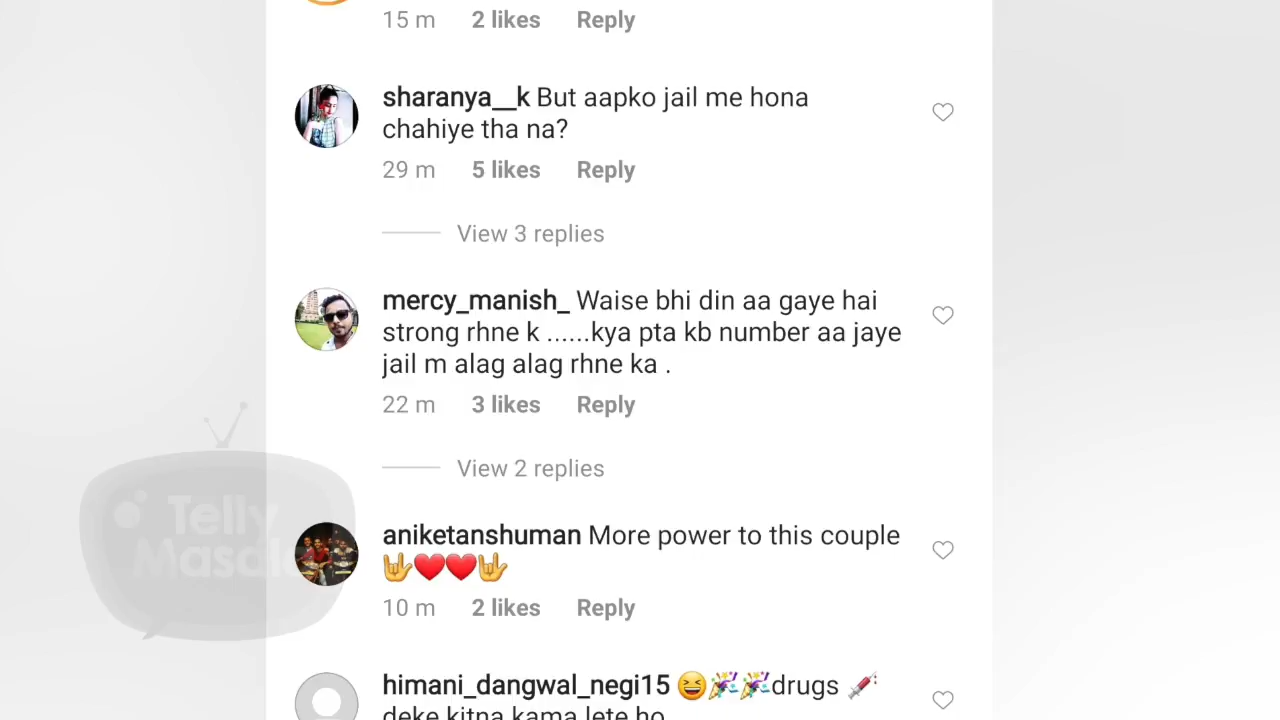 15 m 2 likes Reply
sharanya__k But aapko jail me hona
chahiye tha na?
29 m 5 likes Reply
View 3 replies
mercy_manish_ Waise bhi din aa gaye hai
strong rhne k ......kya pta kb number aa jaye
jail m alag alag rhne ka .
22 m 3 likes Reply
View 2 replies
Telly
Masala
aniketanshuman More power to this couple
🤟❤️❤️🤟
10 m 2 likes Reply
himani_dangwal_negi15 😆🎉🎉drugs 💉
deke kitna kama lete ho